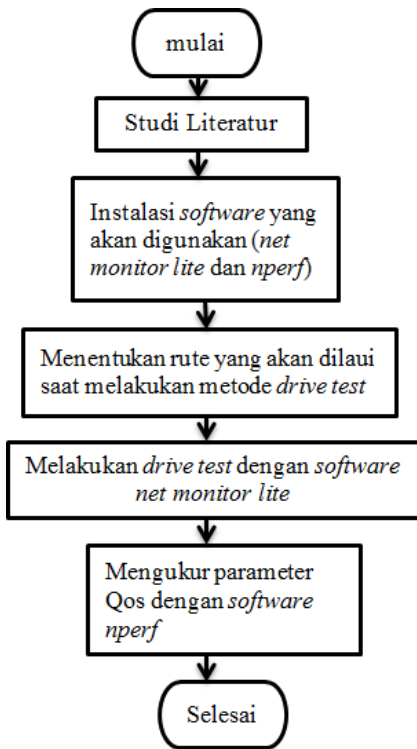 mulai
Studi Literatur
Instalasi software yang
akan digunakan (net
monitor lite dan nperf)
Menentukan rute yang akan dilaui
saat melakukan metode drive test
Melakukan drive test dengan software
net monitor lite
Mengukur parameter
Qos dengan software
nperf
Selesai